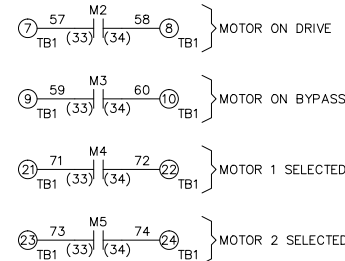 M2
57 58
7 8 MOTOR ON DRIVE
TB1 (33) (34) TB1
M3
59 60
9 10 MOTOR ON BYPASS
TB1 (33) (34) TB1
M4
71 72
21 22 MOTOR 1 SELECTED
TB1 (33) (34) TB1
M5
73 74
23 24 MOTOR 2 SELECTED
TB1 (33) (34) TB1